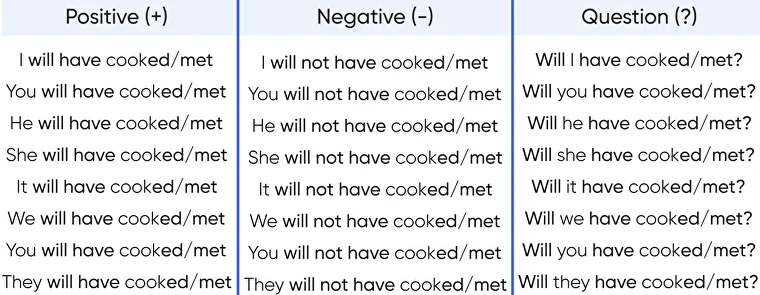 Positive (+)
I will have cooked/met
You will have cooked/met
He will have cooked/met
She will have cooked/met
It will have cooked/met
We will have cooked/met
You will have cooked/met
They will have cooked/met
Negative (-)
I will not have cooked/met
You will not have cooked/met
He will not have cooked/met
She will not have cooked/met
It will not have cooked/met
We will not have cooked/met
You will not have cooked/met
They will not have cooked/met
Question (?)
Will I have cooked/met?
Will you have cooked/met?
Will he have cooked/met?
Will she have cooked/met?
Will it have cooked/met?
Will we have cooked/met?
Will you have cooked/met?
Will they have cooked/met?